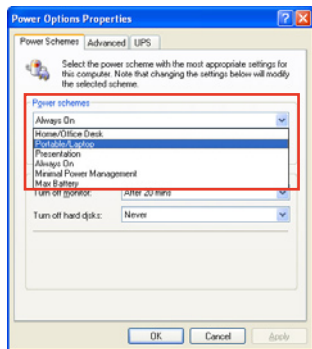 Power Options Properties
Power Schemes Advanced UPS
Select the power scheme with the most appropriate settings for
this computer. Note that changing the settings below will modify
the selected scheme.
Power schemes
Always On
Home/Office Desk
Portable/Laptop
Presentation
Always On
Minimal Power Management
Max Battery
Turn off monitor: After 20 mins
Turn off hard disks: Never
OK Cancel Apply